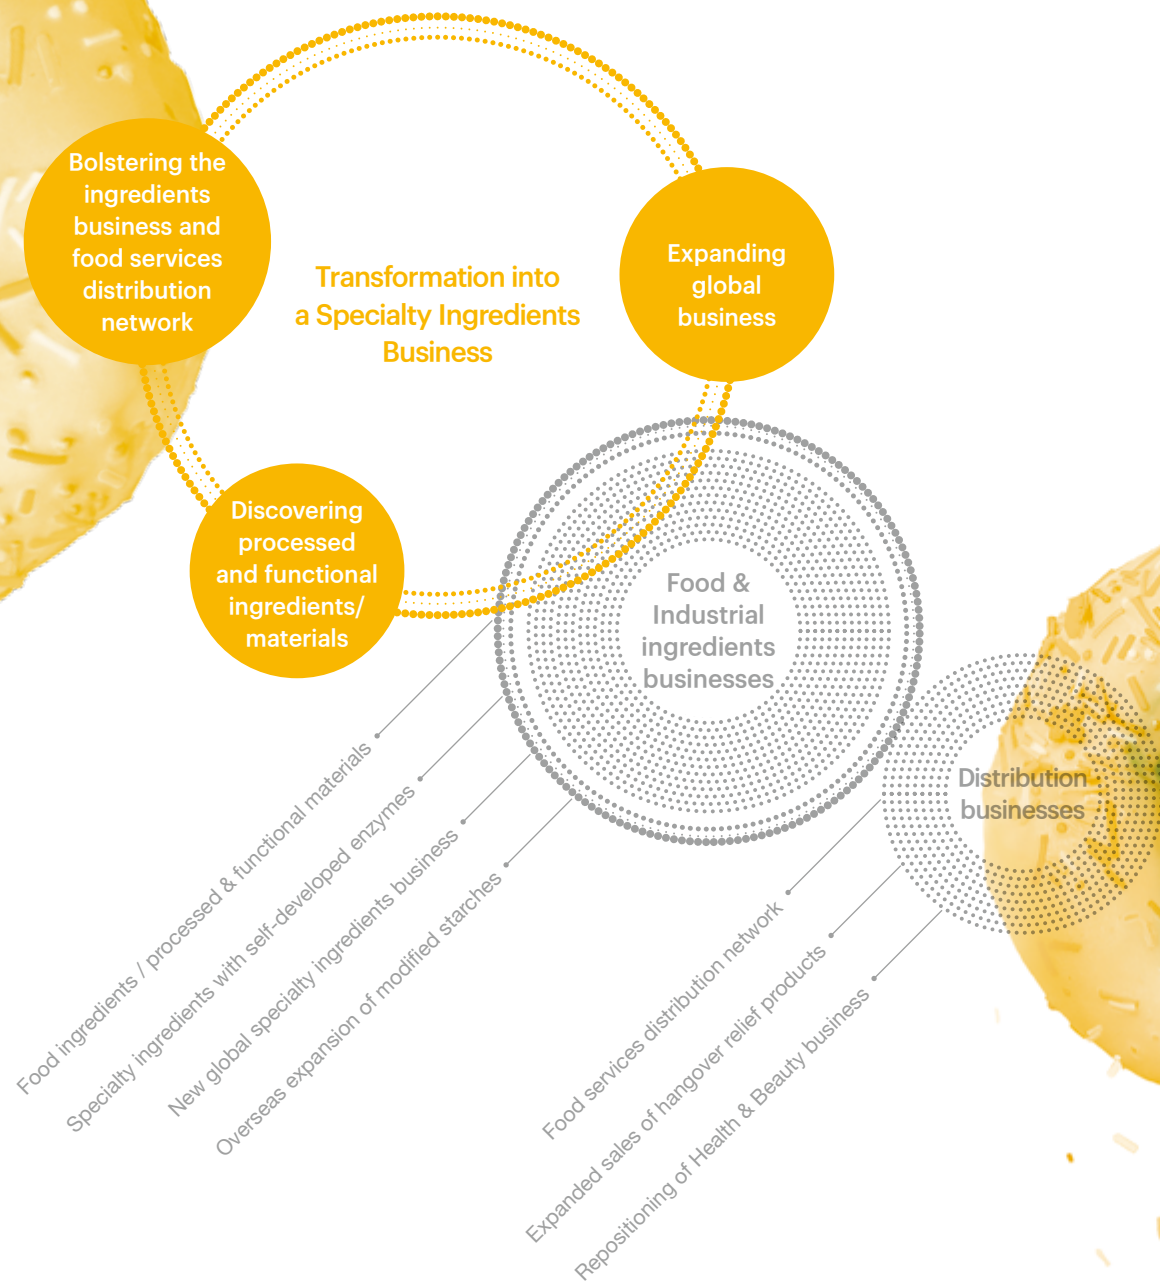 Bolstering the
ingredients
business and
food services
distribution
network
Transformation into
a Specialty Ingredients
Business
Expanding
global
business
Discovering
processed
and functional
ingredients/
materials
Food &
Industrial
ingredients
businesses
Distribution
businesses
Food ingredients / processed & functional materials
Specialty ingredients with self-developed enzymes
New global specialty ingredients business
Overseas expansion of modified starches
Food services distribution network
Expanded sales of hangover relief products
Repositioning of Health & Beauty business